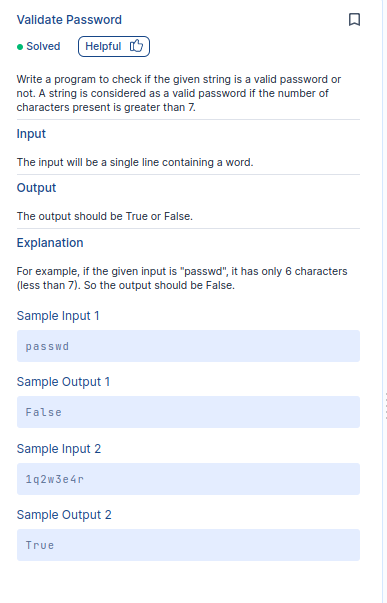 Validate Password
Solved
Helpful
Write a program to check if the given string is a valid password or
not. A string is considered as a valid password if the number of
characters present is greater than 7.
Input
The input will be a single line containing a word.
Output
The output should be True or False.
Explanation
For example, if the given input is "passwd", it has only 6 characters
(less than 7). So the output should be False.
Sample Input 1
passwd
Sample Output 1
False
Sample Input 2
1q2w3e4r
Sample Output 2
True